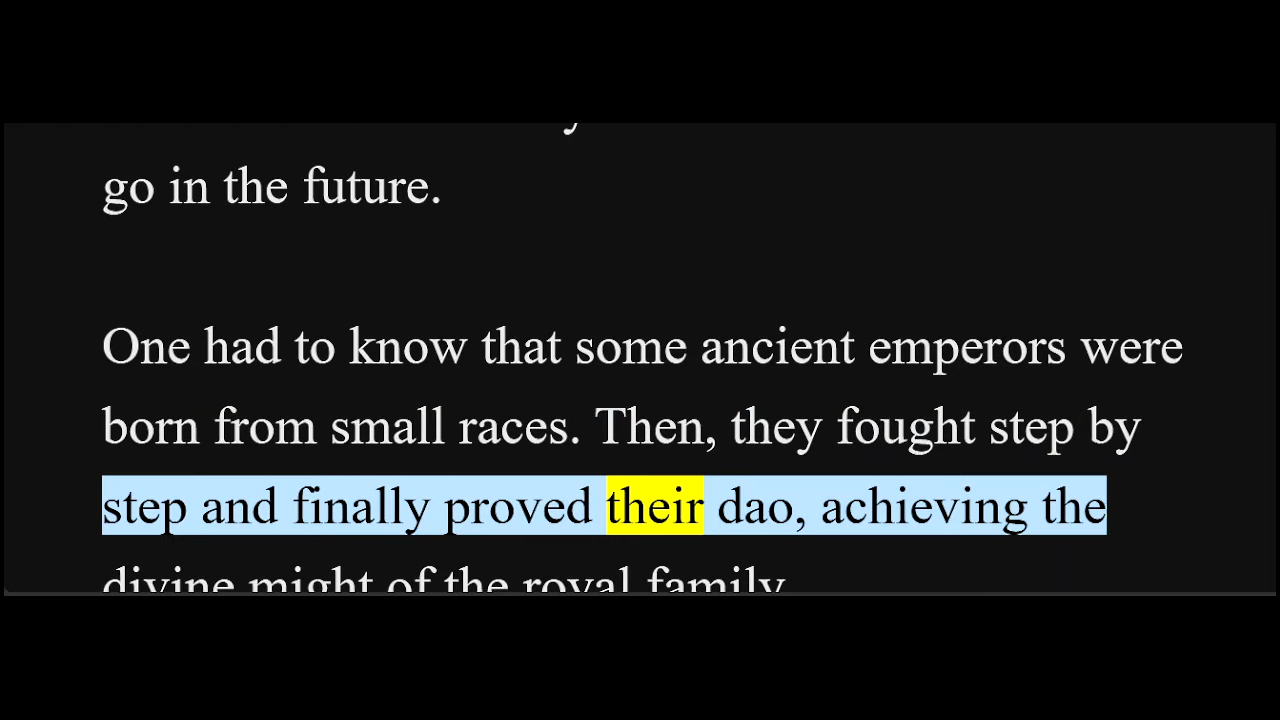 go in the future.
One had to know that some ancient emperors were
born from small races. Then, they fought step by
step and finally proved their dao, achieving the
divine might of the royal family